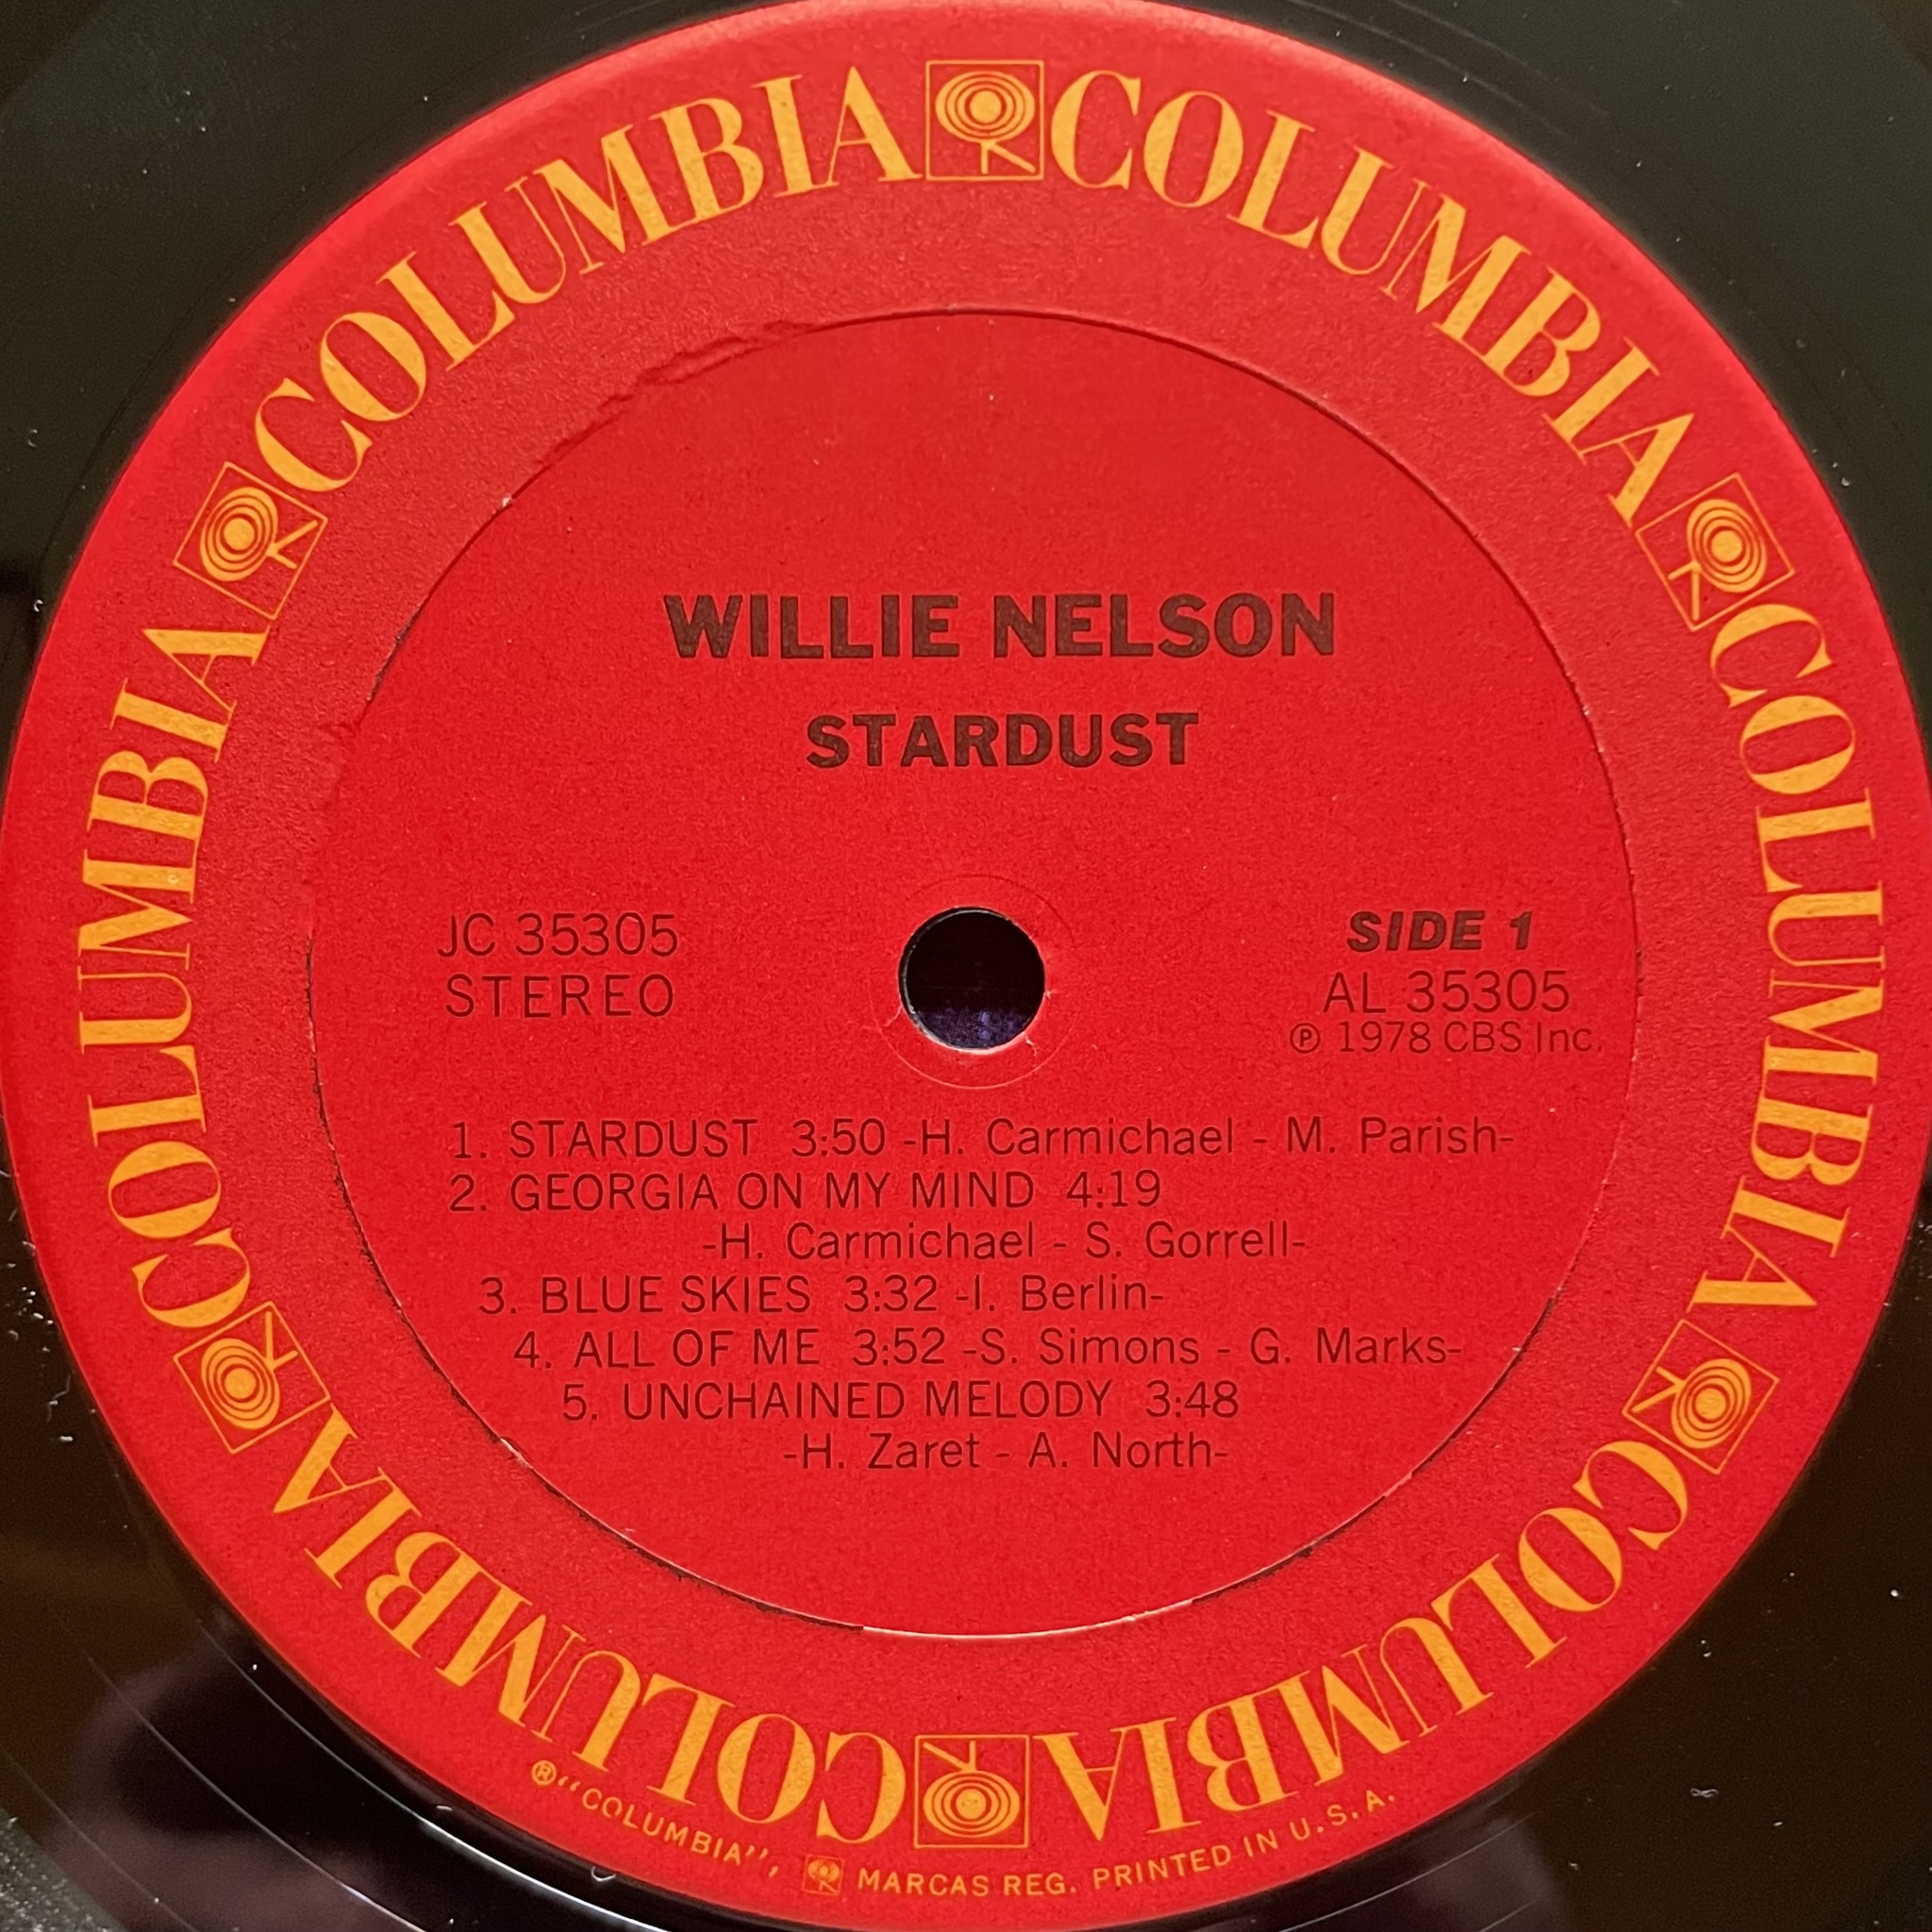 COLUMBIA COLUMBIA COLUMBIA COLUMBIA COLUMBIA COLUMBIA
WILLIE NELSON
STARDUST
JC 35305
STEREO
SIDE 1
AL 35305
℗ 1978 CBS Inc.
1. STARDUST 3:50 -H. Carmichael - M. Parish-
2. GEORGIA ON MY MIND 4:19
-H. Carmichael - S. Gorrell-
3. BLUE SKIES 3:32 -I. Berlin-
4. ALL OF ME 3:52 -S. Simons - G. Marks-
5. UNCHAINED MELODY 3:48
-H. Zaret - A. North-
®"COLUMBIA", MARCAS REG. PRINTED IN U.S.A.